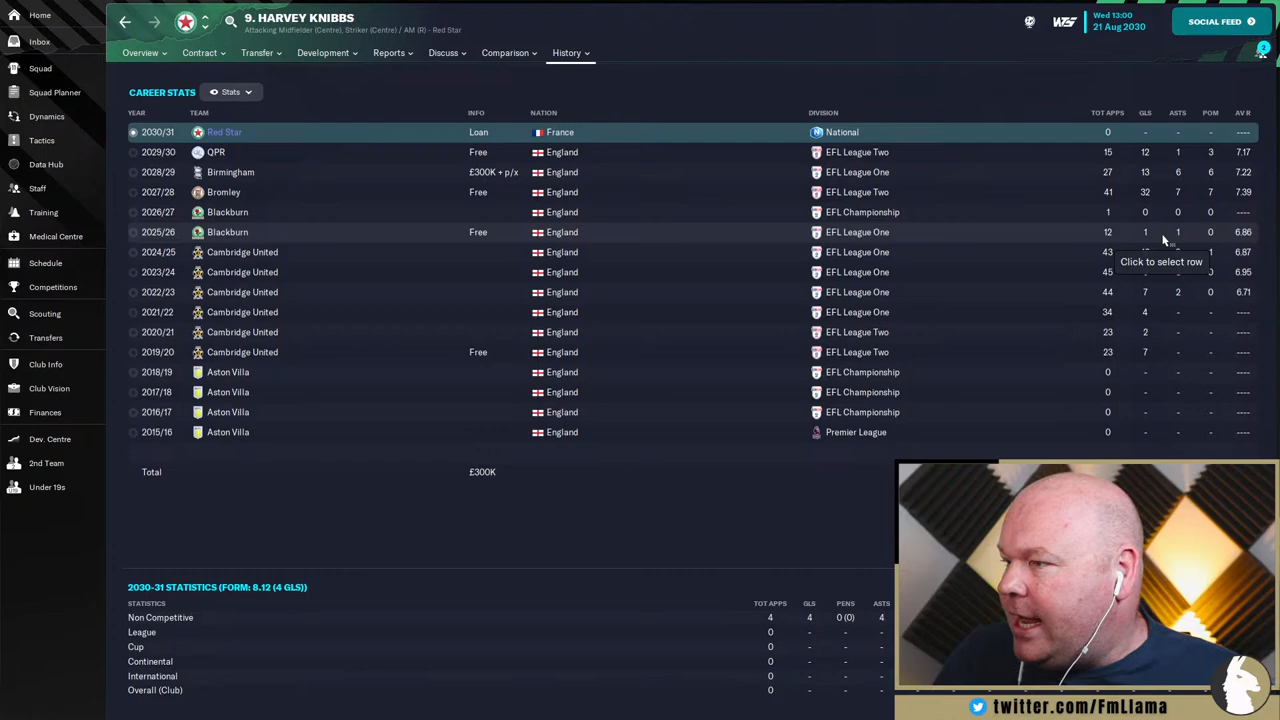 Home
Inbox
Squad
Squad Planner
Dynamics
Tactics
Data Hub
Staff
Training
Medical Centre
Schedule
Competitions
Scouting
Transfers
Club Info
Club Vision
Finances
Dev. Centre
2nd Team
Under 19s
9. HARVEY KNIBBS
Attacking Midfielder (Centre), Striker (Centre) / AM (R) - Red Star
Wed 13:00
21 Aug 2030
SOCIAL FEED
2
Overview Contract Transfer Development Reports Discuss Comparison History
CAREER STATS Stats
YEAR TEAM INFO NATION DIVISION TOT APPS GLS ASTS POM AV R
2030/31 Red Star Loan France National 0 - - - ----
2029/30 QPR Free England EFL League Two 15 12 1 3 7.17
2028/29 Birmingham £300K + p/x England EFL League One 27 13 6 6 7.22
2027/28 Bromley Free England EFL League Two 41 32 7 7 7.39
2026/27 Blackburn England EFL Championship 1 0 0 0 ----
2025/26 Blackburn Free England EFL League One 12 1 1 0 6.86
2024/25 Cambridge United England EFL League One 43 1 6.87
Click to select row
2023/24 Cambridge United England EFL League One 45 0 6.95
2022/23 Cambridge United England EFL League One 44 7 2 0 6.71
2021/22 Cambridge United England EFL League One 34 4 - - ----
2020/21 Cambridge United England EFL League Two 23 2 - - ----
2019/20 Cambridge United Free England EFL League Two 23 7 - - ----
2018/19 Aston Villa England EFL Championship 0 - - - ----
2017/18 Aston Villa England EFL Championship 0 - - - ----
2016/17 Aston Villa England EFL Championship 0 - - - ----
2015/16 Aston Villa England Premier League 0 - - - ----
Total £300K
2030-31 STATISTICS (FORM: 8.12 (4 GLS))
STATISTICS TOT APPS GLS PENS ASTS
Non Competitive 4 4 0 (0) 4
League 0 - - -
Cup 0 - - -
Continental 0 - - -
International 0 - - -
Overall (Club) 0 - - -
twitter.com/FmLlama